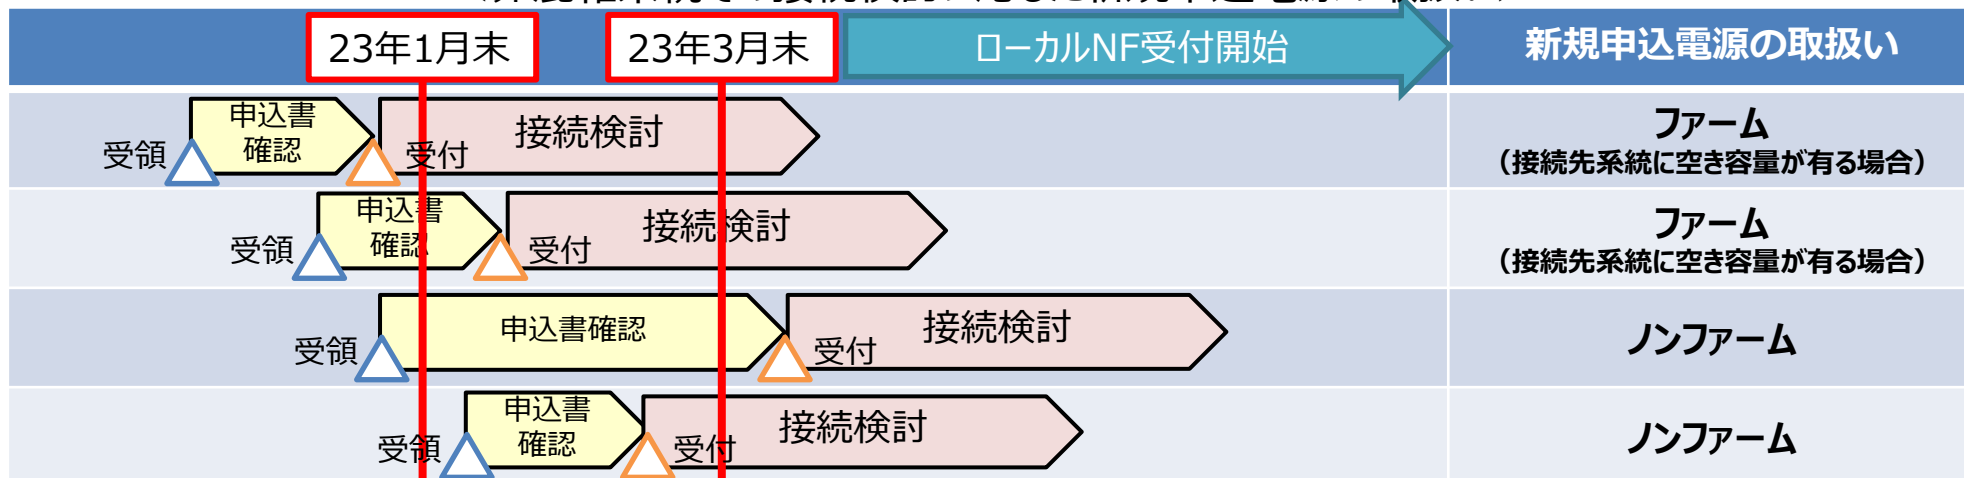 23年1月末
23年3月末
ローカルNF受付開始
新規申込電源の取扱い
受領
申込書
確認
受付
接続検討
ファーム
（接続先系統に空き容量が有る場合）
受領
申込書
確認
受付
接続検討
ファーム
（接続先系統に空き容量が有る場合）
受領
申込書確認
受付
接続検討
ノンファーム
受領
申込書
確認
受付
接続検討
ノンファーム